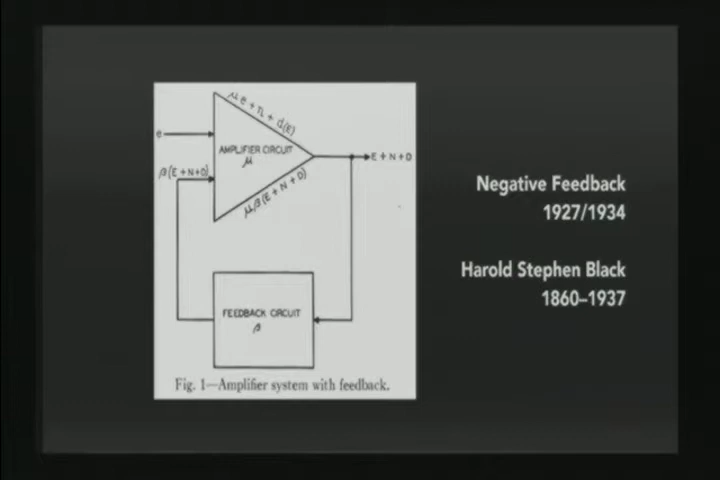 μe + n + d(E)
e
AMPLIFIER CIRCUIT
μ
E + N + D
β(E + N + D)
μβ(E + N + D)
FEEDBACK CIRCUIT
β
Fig. 1—Amplifier system with feedback.
Negative Feedback
1927/1934
Harold Stephen Black
1860–1937